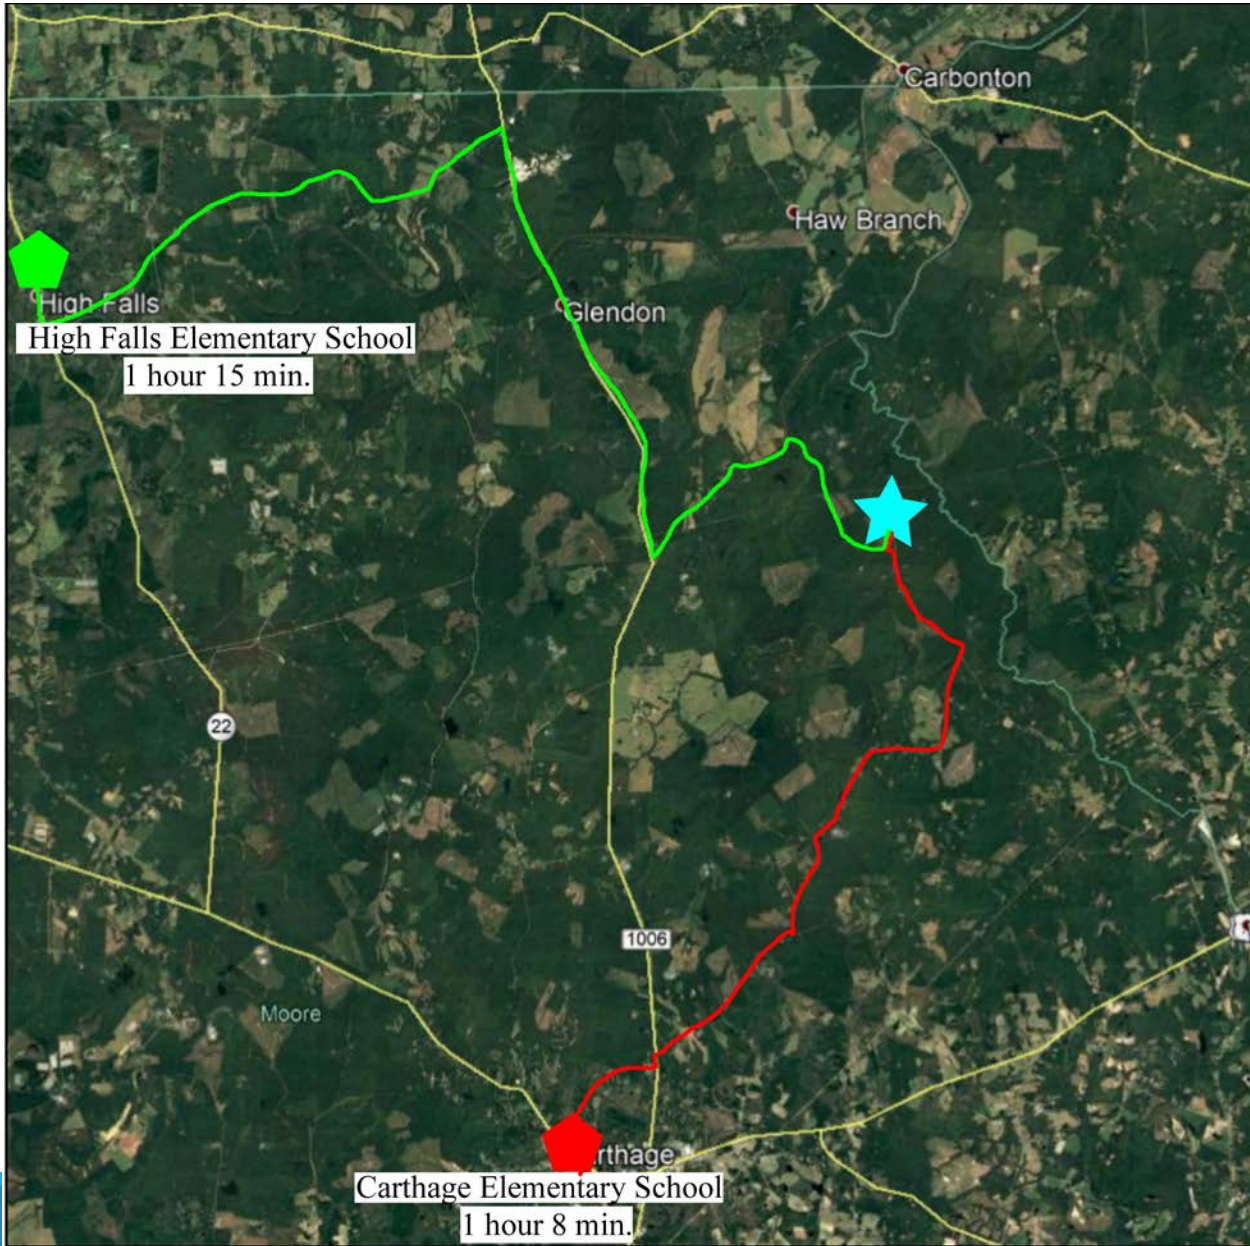 Carbonton
Haw Branch
High Falls
Glendon
High Falls Elementary School
1 hour 15 min.
22
1006
Moore
rthage
Carthage Elementary School
1 hour 8 min.